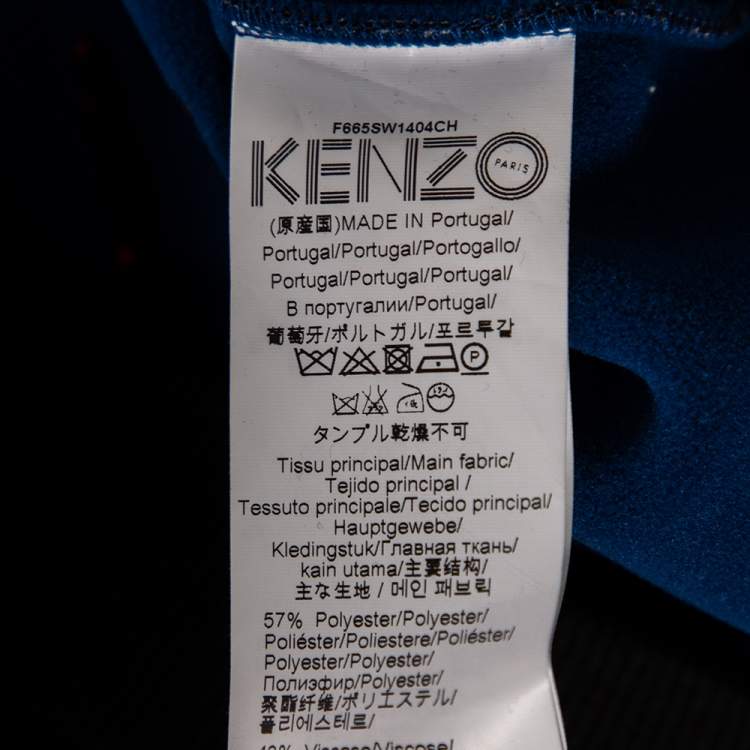 F665SW1404CH
KENZO PARIS
(原産国)MADE IN Portugal/
Portugal/Portugal/Portogallo/
Portugal/Portugal/Portugal/
В португалии/Portugal/
葡萄牙/ポルトガル/포르투갈
P
タンブル乾燥不可
Tissu principal/Main fabric/
Tejido principal /
Tessuto principale/Tecido principal/
Hauptgewebe/
Kledingstuk/Главная ткань/
kain utama/主要结构/
主な生地 / 메인 패브릭
57% Polyester/Polyester/
Poliéster/Poliestere/Poliéster/
Polyester/Polyester/
Полиэфир/Polyester/
聚酯纤维/ポリエステル/
폴리에스테르/
Viscose/Viscose/